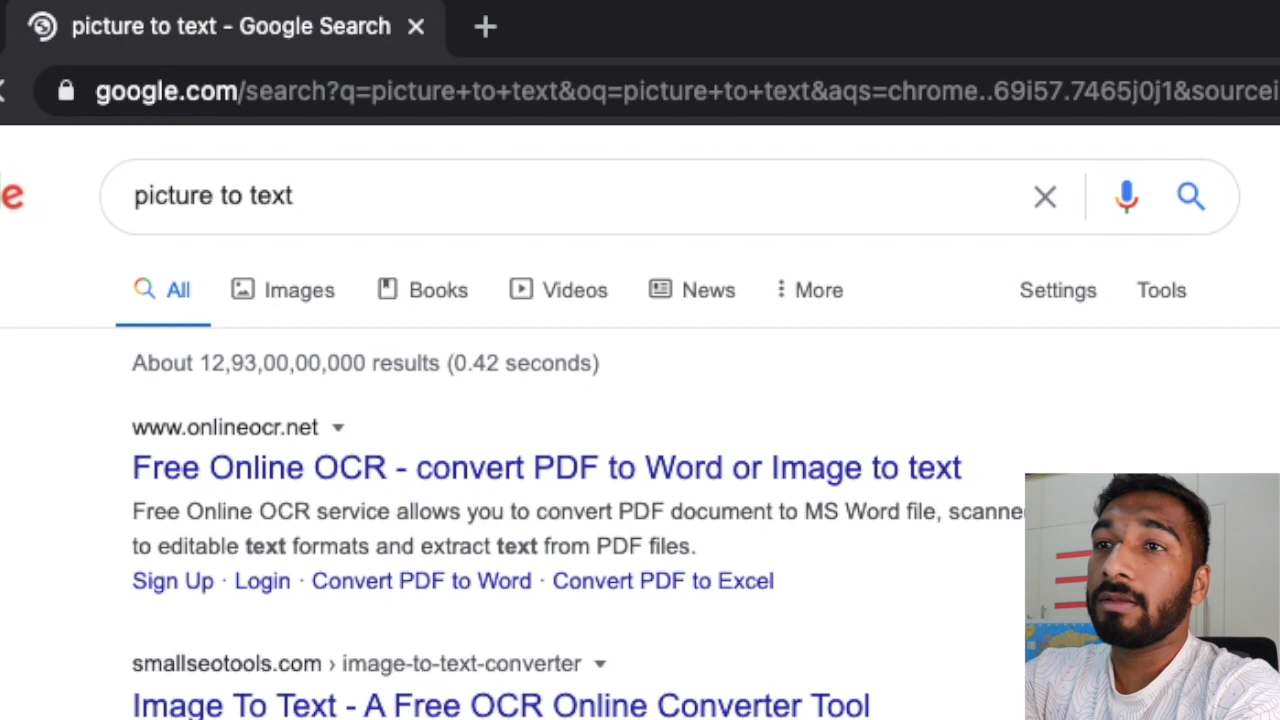 picture to text - Google Search
google.com/search?q=picture+to+text&oq=picture+to+text&aqs=chrome..69i57.7465j0j1&sourcei
e
picture to text
All Images Books Videos News More Settings Tools
About 12,93,00,00,000 results (0.42 seconds)
www.onlineocr.net
Free Online OCR - convert PDF to Word or Image to text
Free Online OCR service allows you to convert PDF document to MS Word file, scanne
to editable text formats and extract text from PDF files.
Sign Up · Login · Convert PDF to Word · Convert PDF to Excel
smallseotools.com › image-to-text-converter
Image To Text - A Free OCR Online Converter Tool